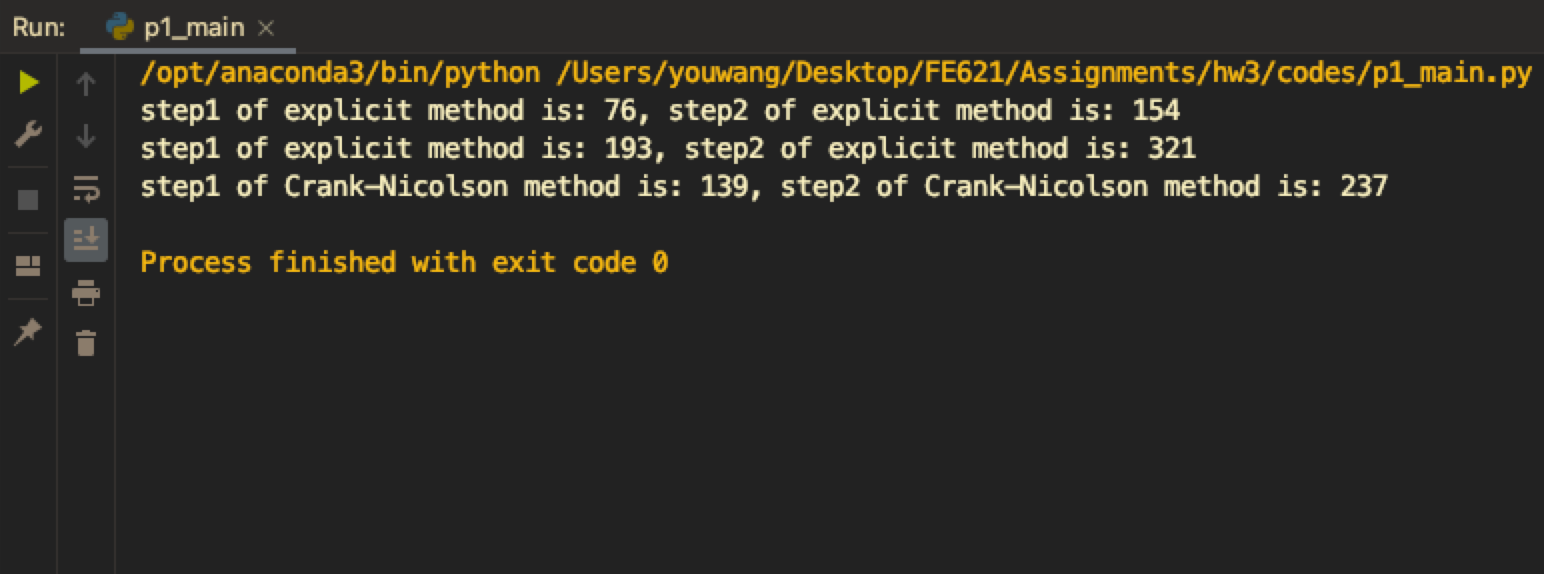 Run: p1_main
/opt/anaconda3/bin/python /Users/youwang/Desktop/FE621/Assignments/hw3/codes/p1_main.py
step1 of explicit method is: 76, step2 of explicit method is: 154
step1 of explicit method is: 193, step2 of explicit method is: 321
step1 of Crank-Nicolson method is: 139, step2 of Crank-Nicolson method is: 237
Process finished with exit code 0